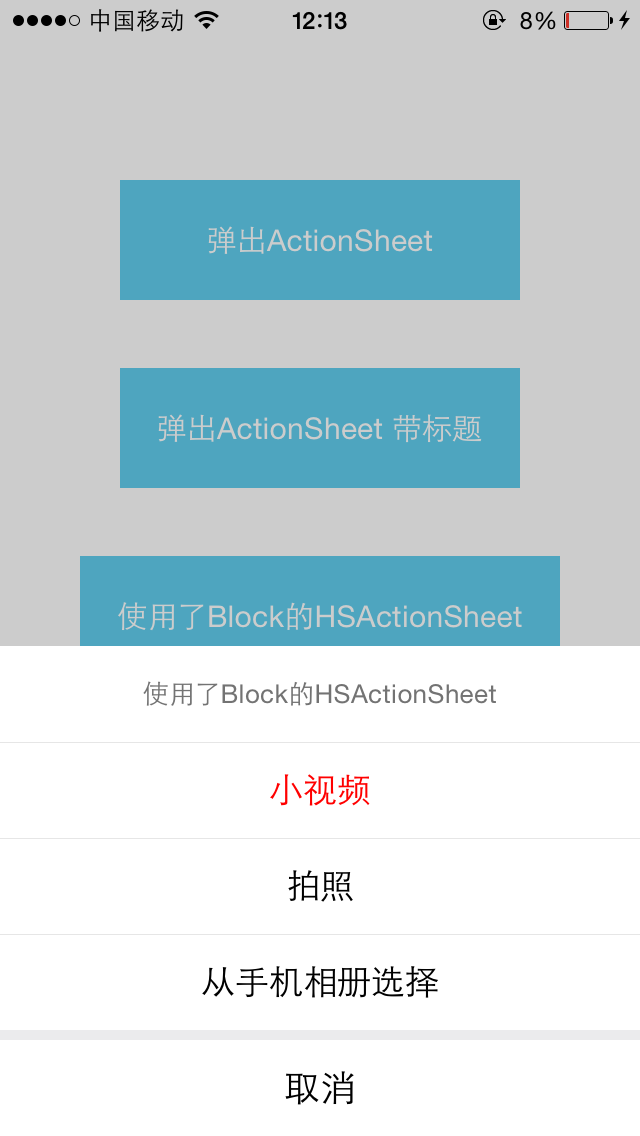 中国移动 12:13 8%
弹出ActionSheet
弹出ActionSheet 带标题
使用了Block的HSActionSheet
使用了Block的HSActionSheet
小视频
拍照
从手机相册选择
取消